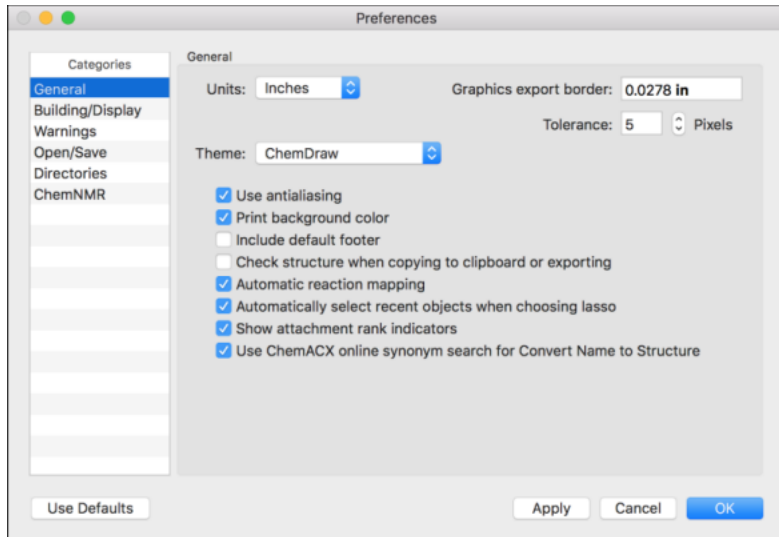 Preferences
Categories
General
Building/Display
Warnings
Open/Save
Directories
ChemNMR
General
Units: Inches
Graphics export border: 0.0278 in
Tolerance: 5 Pixels
Theme: ChemDraw
Use antialiasing
Print background color
Include default footer
Check structure when copying to clipboard or exporting
Automatic reaction mapping
Automatically select recent objects when choosing lasso
Show attachment rank indicators
Use ChemACX online synonym search for Convert Name to Structure
Use Defaults
Apply
Cancel
OK